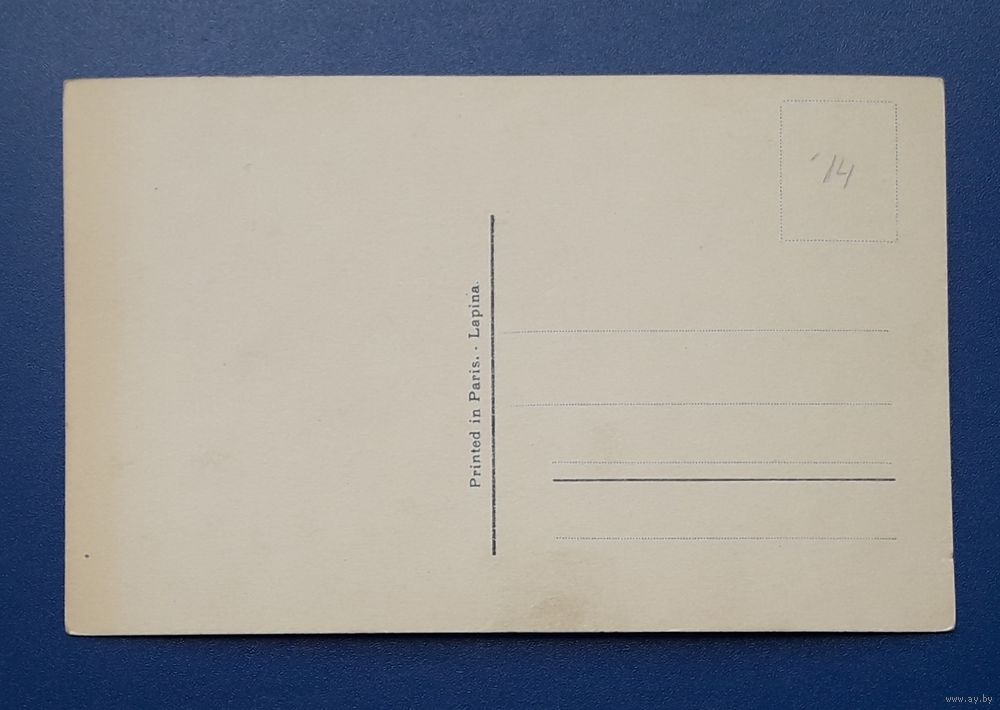 '14
Printed in Paris. · Lapina.
www.ay.by